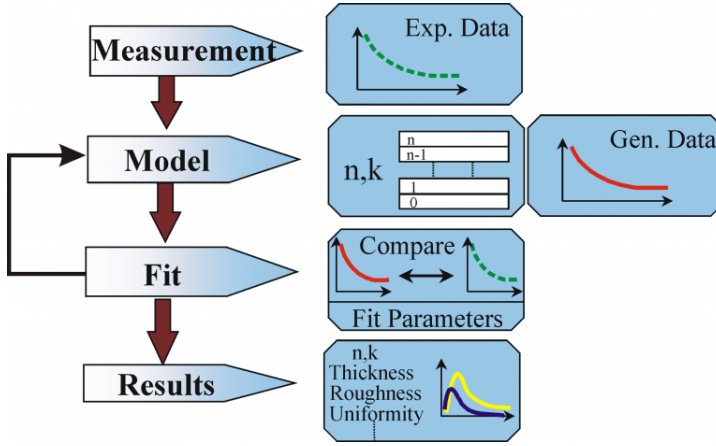 Measurement
Exp. Data
Model
n,k
n
n-1
1
0
Gen. Data
Fit
Compare
Fit Parameters
Results
n,k
Thickness
Roughness
Uniformity